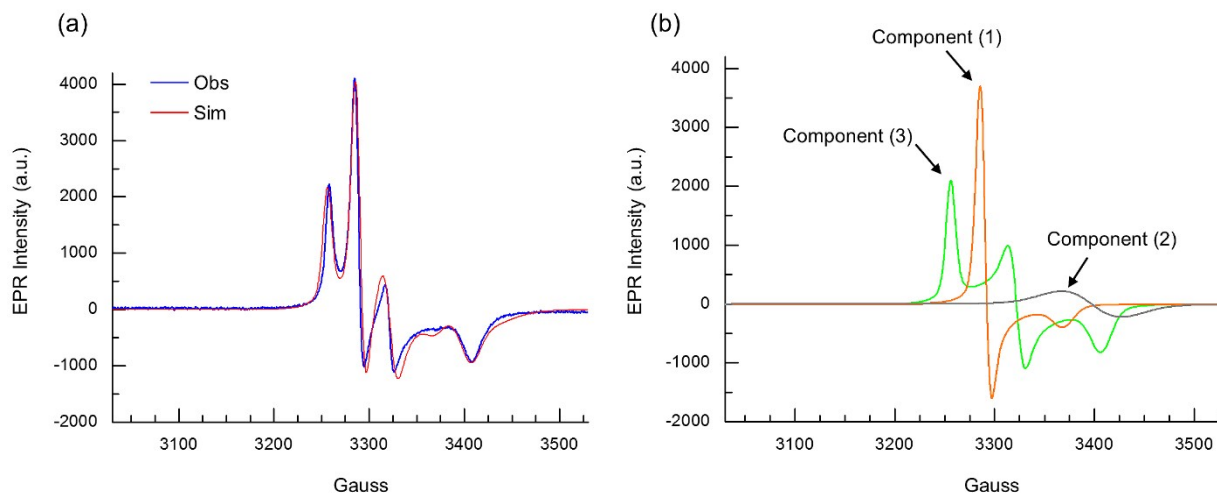 (a)
Obs
Sim
EPR Intensity (a.u.)
4000
3000
2000
1000
0
-1000
-2000
3100
3200
3300
3400
3500
Gauss
(b)
Component (1)
Component (3)
Component (2)
EPR Intensity (a.u.)
4000
3000
2000
1000
0
-1000
-2000
3100
3200
3300
3400
3500
Gauss